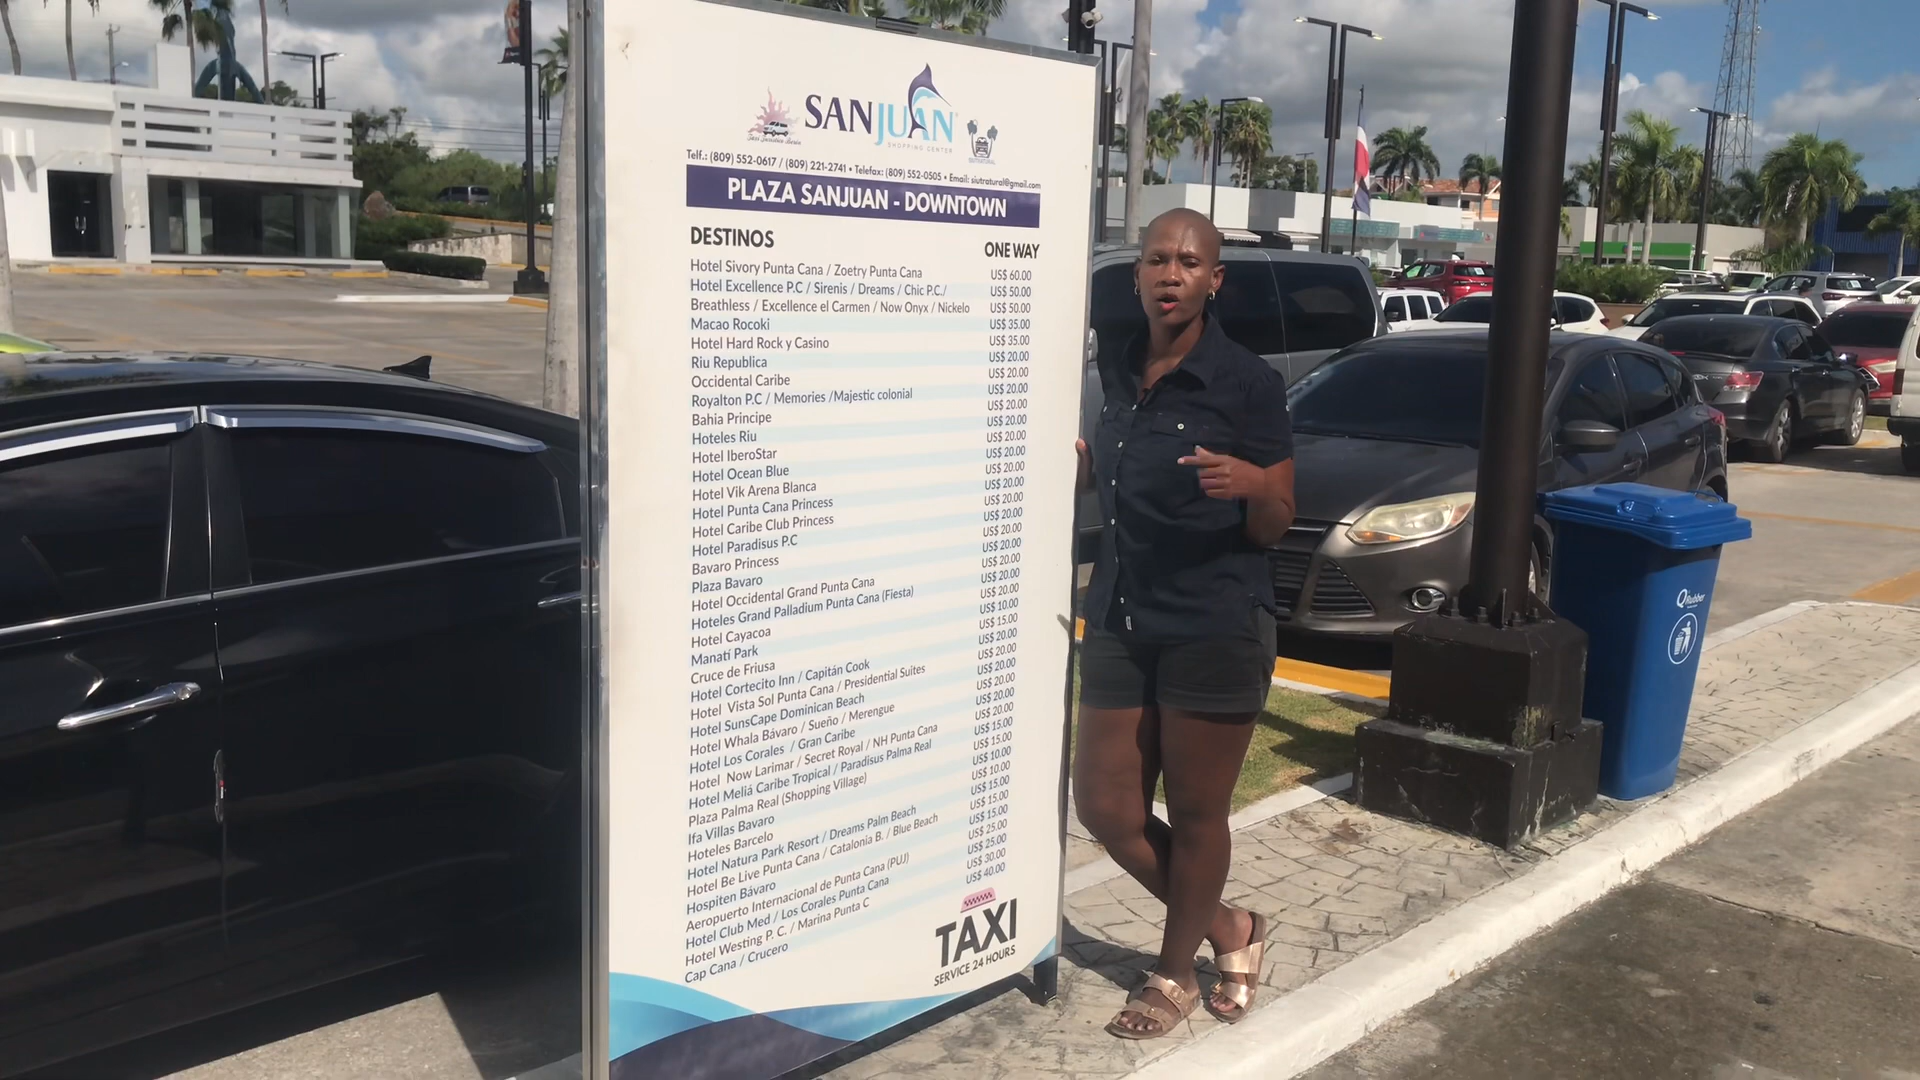 SANJUAN
SHOPPING CENTER
Telf.: (809) 552-0617 / (809) 221-2741 • Telefax: (809) 552-0505 • Email: siutratural@gmail.com
PLAZA SANJUAN - DOWNTOWN
DESTINOS ONE WAY
Hotel Sivory Punta Cana / Zoetry Punta Cana US$ 60.00
Hotel Excellence P.C / Sirenis / Dreams / Chic P.C./ US$ 50.00
Breathless / Excellence el Carmen / Now Onyx / Nickelo US$ 50.00
Macao Rocoki US$ 35.00
Hotel Hard Rock y Casino US$ 35.00
Riu Republica US$ 20.00
Occidental Caribe US$ 20.00
Royalton P.C / Memories /Majestic colonial US$ 20.00
Bahia Principe US$ 20.00
Hoteles Riu US$ 20.00
Hotel IberoStar US$ 20.00
Hotel Ocean Blue US$ 20.00
Hotel Vik Arena Blanca US$ 20.00
Hotel Punta Cana Princess US$ 20.00
Hotel Caribe Club Princess US$ 20.00
Hotel Paradisus P.C US$ 20.00
Bavaro Princess US$ 20.00
Plaza Bavaro US$ 20.00
Hotel Occidental Grand Punta Cana US$ 20.00
Hoteles Grand Palladium Punta Cana (Fiesta) US$ 20.00
Hotel Cayacoa US$ 20.00
Manatí Park US$ 10.00
Cruce de Friusa US$ 15.00
Hotel Cortecito Inn / Capitán Cook US$ 20.00
Hotel Vista Sol Punta Cana / Presidential Suites US$ 20.00
Hotel SunsCape Dominican Beach US$ 20.00
Hotel Whala Bávaro / Sueño / Merengue US$ 20.00
Hotel Los Corales / Gran Caribe US$ 20.00
Hotel Now Larimar / Secret Royal / NH Punta Cana US$ 20.00
Hotel Meliá Caribe Tropical / Paradisus Palma Real US$ 15.00
Plaza Palma Real (Shopping Village) US$ 15.00
Ifa Villas Bavaro US$ 10.00
Hoteles Barcelo US$ 10.00
Hotel Natura Park Resort / Dreams Palm Beach US$ 15.00
Hotel Be Live Punta Cana / Catalonia B. / Blue Beach US$ 15.00
Hospiten Bávaro US$ 15.00
Aeropuerto Internacional de Punta Cana (PUJ) US$ 25.00
Hotel Club Med / Los Corales Punta Cana US$ 25.00
Hotel Westing P. C. / Marina Punta C US$ 30.00
Cap Cana / Crucero US$ 40.00
TAXI
SERVICE 24 HOURS
Rubber